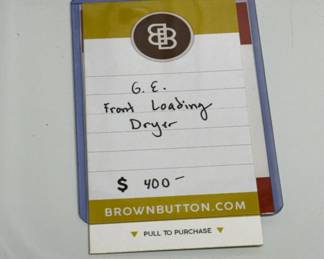 BB
G.E.
Front Loading
Dryer
$ 400-
BROWNBUTTON.COM
PULL TO PURCHASE